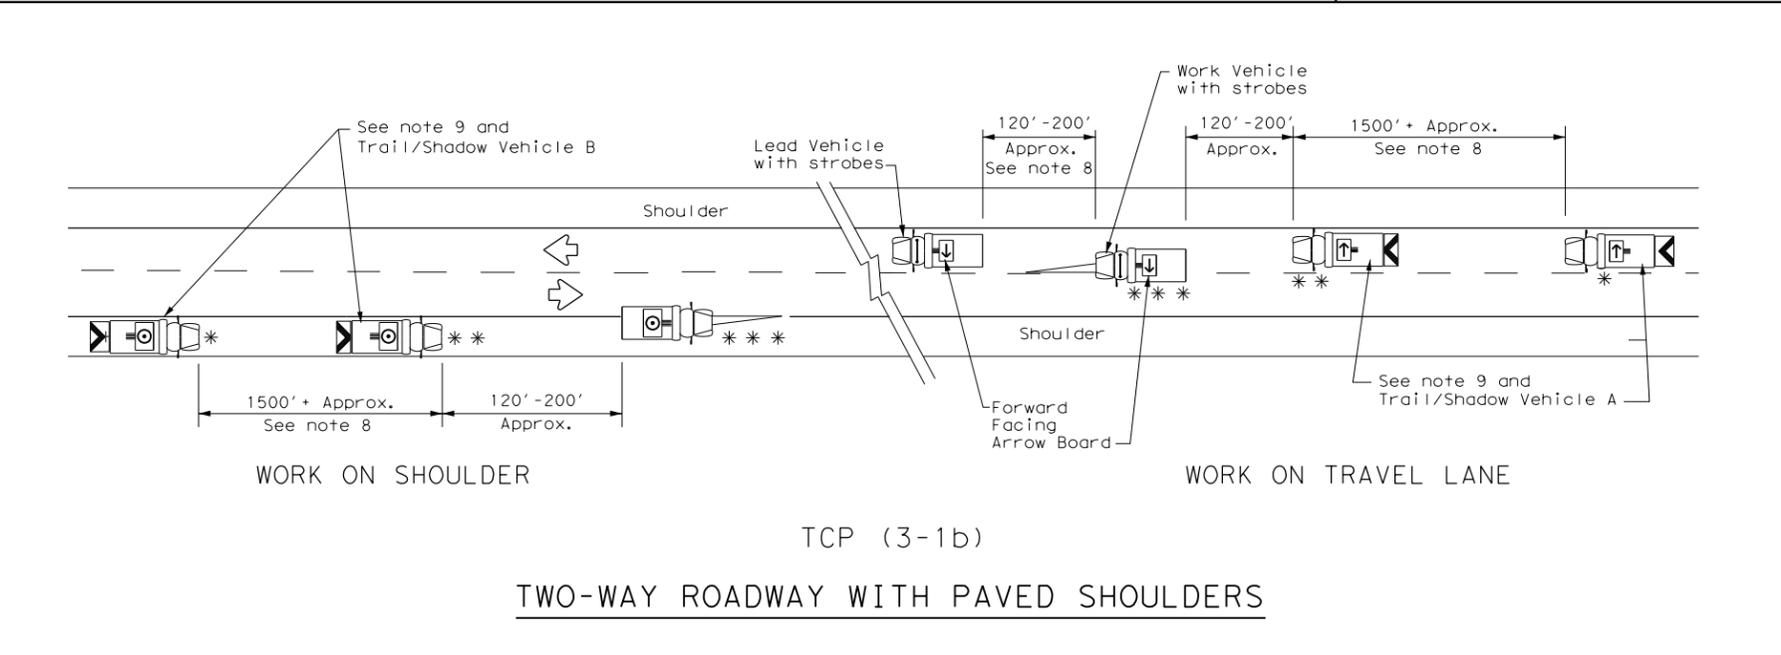 Work Vehicle
with strobes
See note 9 and
Trail/Shadow Vehicle B
Lead Vehicle
with strobes
120'-200'
Approx.
See note 8
120'-200'
Approx.
1500'+ Approx.
See note 8
Shoulder
Shoulder
* * * * * *
* * *
* *
*
1500'+ Approx.
See note 8
120'-200'
Approx.
Forward
Facing
Arrow Board
See note 9 and
Trail/Shadow Vehicle A
WORK ON SHOULDER
WORK ON TRAVEL LANE
TCP (3-1b)
TWO-WAY ROADWAY WITH PAVED SHOULDERS